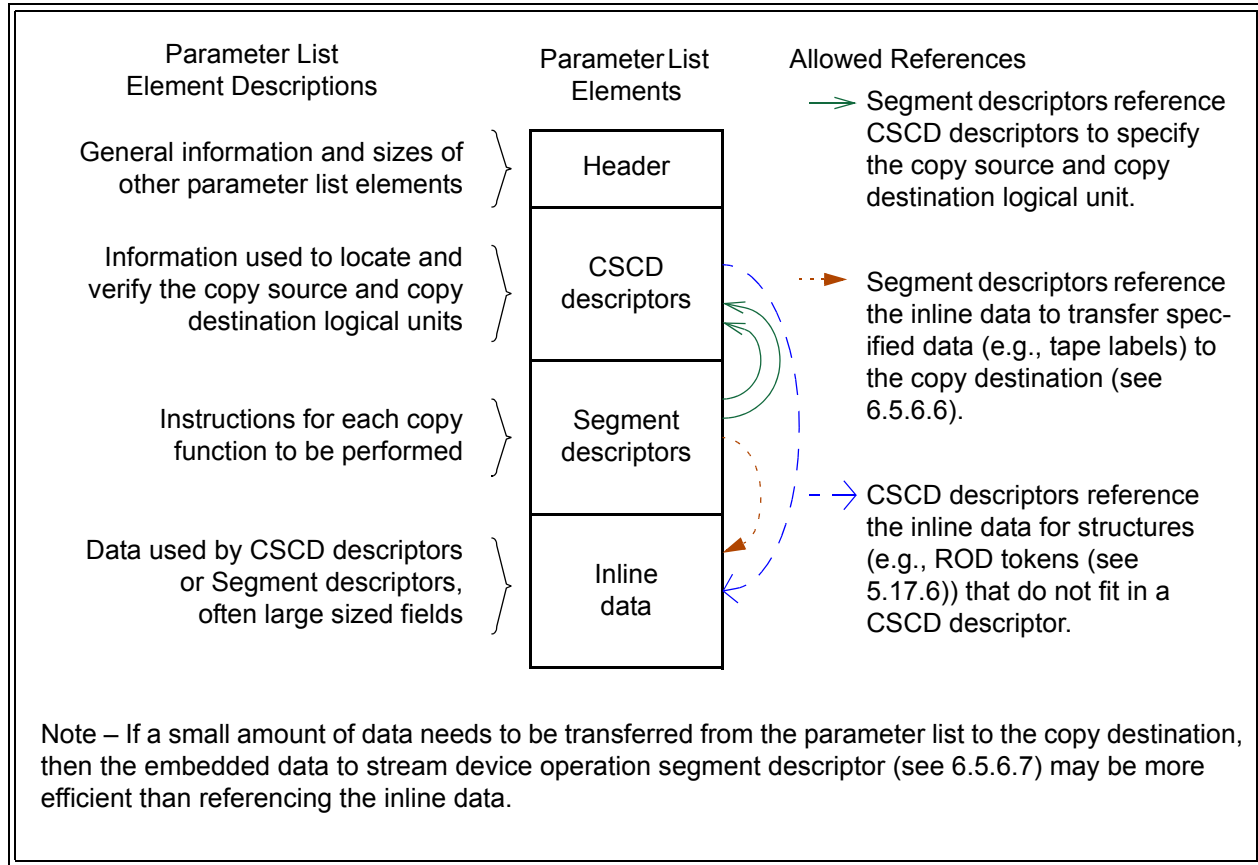 Parameter List
Element Descriptions
Parameter List
Elements
Allowed References
General information and sizes of
other parameter list elements
Header
Segment descriptors reference
CSCD descriptors to specify
the copy source and copy
destination logical unit.
Information used to locate and
verify the copy source and copy
destination logical units
CSCD
descriptors
Segment descriptors reference
the inline data to transfer spec-
ified data (e.g., tape labels) to
the copy destination (see
6.5.6.6).
Instructions for each copy
function to be performed
Segment
descriptors
CSCD descriptors reference
the inline data for structures
(e.g., ROD tokens (see
5.17.6)) that do not fit in a
CSCD descriptor.
Data used by CSCD descriptors
or Segment descriptors,
often large sized fields
Inline
data
Note – If a small amount of data needs to be transferred from the parameter list to the copy destination,
then the embedded data to stream device operation segment descriptor (see 6.5.6.7) may be more
efficient than referencing the inline data.